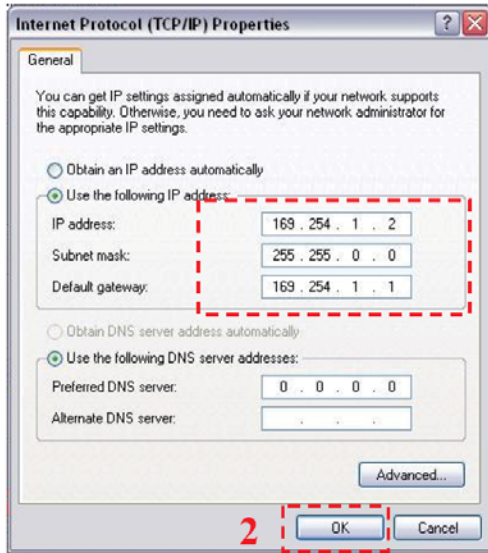 Internet Protocol (TCP/IP) Properties
General
You can get IP settings assigned automatically if your network supports
this capability. Otherwise, you need to ask your network administrator for
the appropriate IP settings.
Obtain an IP address automatically
Use the following IP address:
IP address: 169 . 254 . 1 . 2
Subnet mask: 255 . 255 . 0 . 0
Default gateway: 169 . 254 . 1 . 1
Obtain DNS server address automatically
Use the following DNS server addresses:
Preferred DNS server: 0 . 0 . 0 . 0
Alternate DNS server: . . .
Advanced...
2 OK Cancel